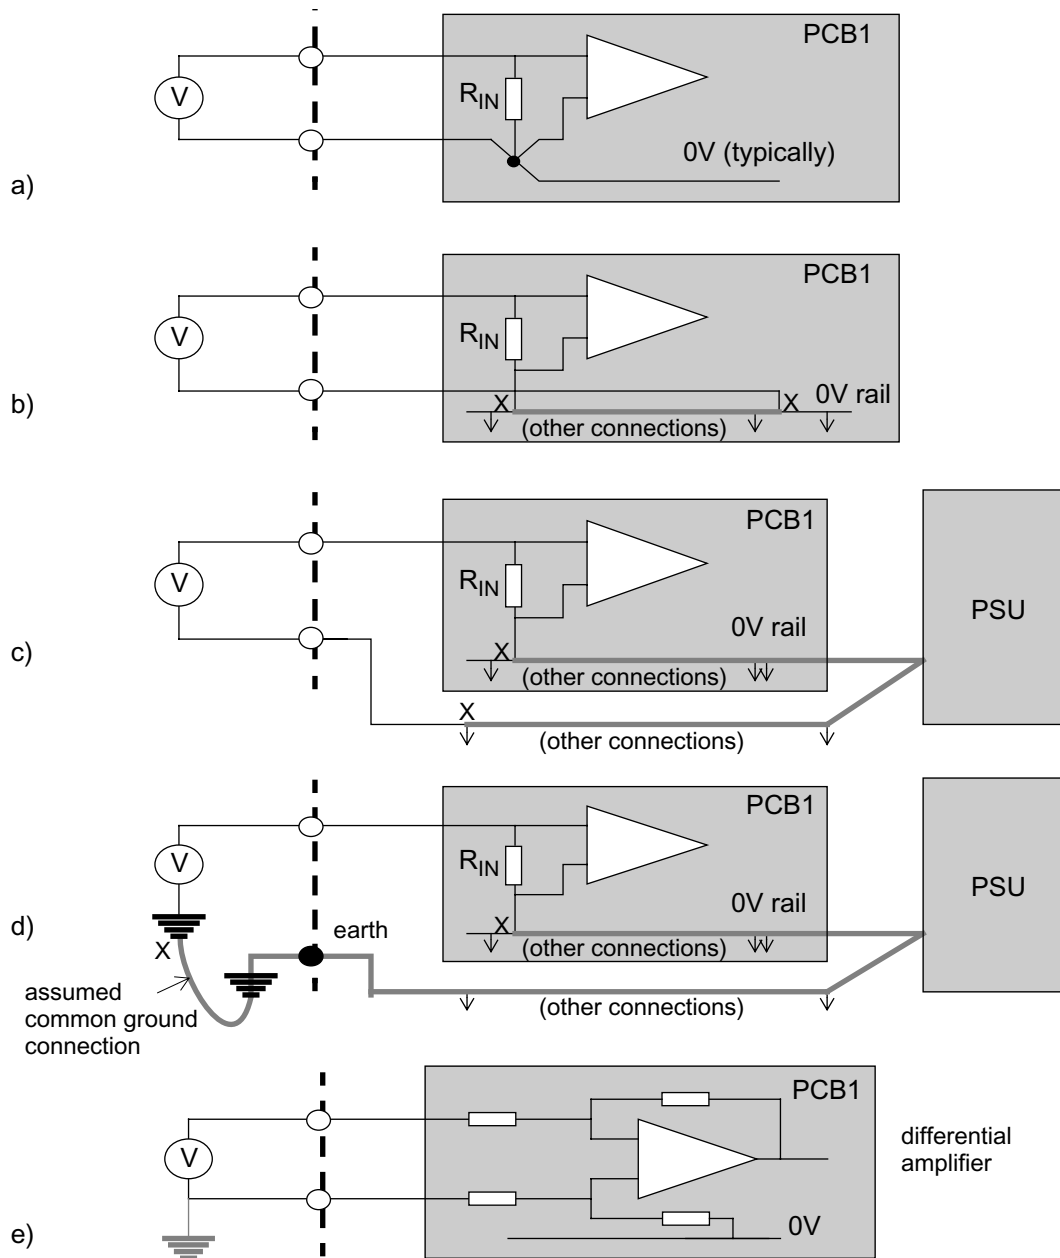 PCB1
V
R_IN
0V (typically)
a)
PCB1
V
R_IN
X
X
0V rail
(other connections)
b)
PCB1
V
R_IN
PSU
0V rail
X
(other connections)
c)
X
(other connections)
PCB1
V
R_IN
PSU
0V rail
X
(other connections)
d)
X
earth
assumed
common ground
connection
(other connections)
PCB1
V
differential
amplifier
0V
e)